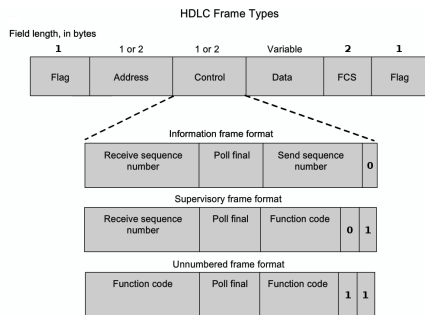 HDLC Frame Types
Field length, in bytes
1 1 or 2 1 or 2 Variable 2 1
Flag Address Control Data FCS Flag
Information frame format
Receive sequence number Poll final Send sequence number 0
Supervisory frame format
Receive sequence number Poll final Function code 0 1
Unnumbered frame format
Function code Poll final Function code 1 1